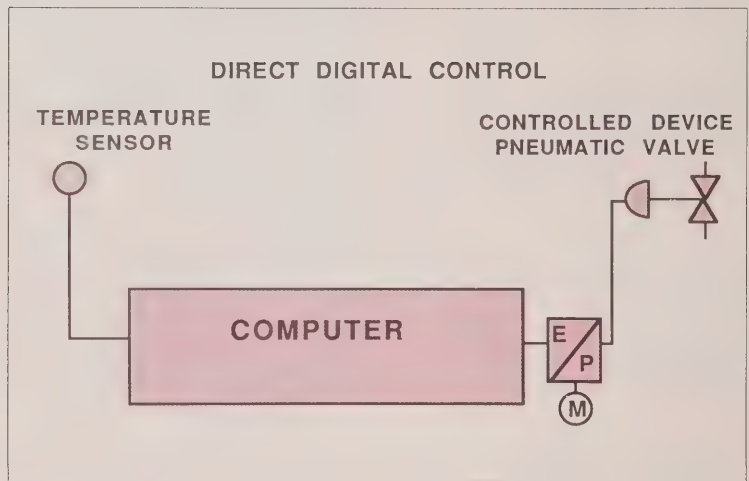 DIRECT DIGITAL CONTROL
TEMPERATURE
SENSOR
CONTROLLED DEVICE
PNEUMATIC VALVE
COMPUTER
E
P
M